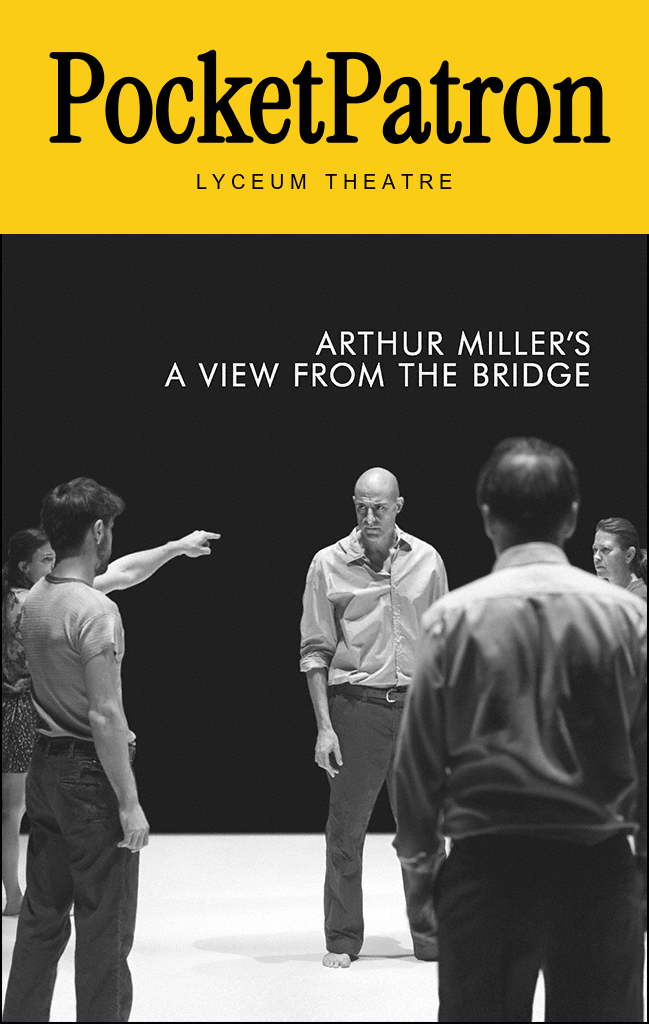 PocketPatron
LYCEUM THEATRE
ARTHUR MILLER’S
A VIEW FROM THE BRIDGE